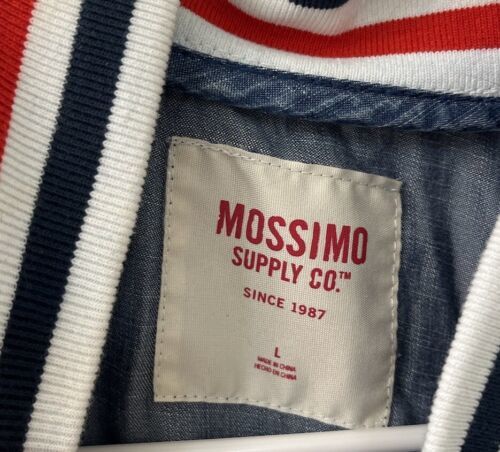 MOSSIMO
SUPPLY CO.™
SINCE 1987
L
MADE IN CHINA
HECHO EN CHINA